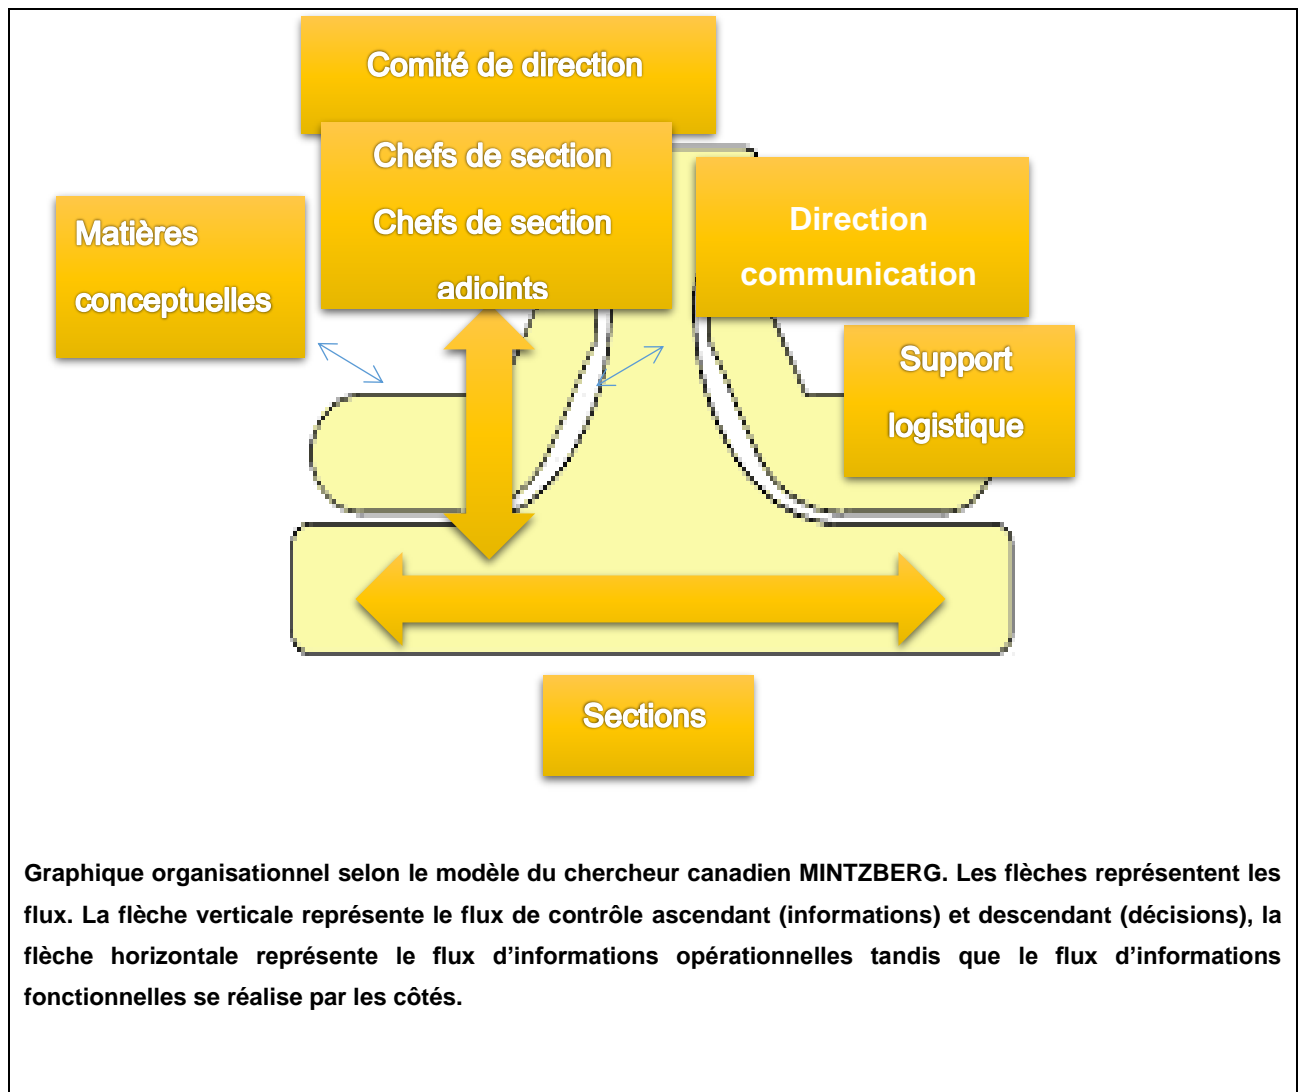 Comité de direction
Chefs de section
Chefs de section
adjoints
Matières
conceptuelles
Direction
communication
Support
logistique
Sections
Graphique organisationnel selon le modèle du chercheur canadien MINTZBERG. Les flèches représentent les
flux. La flèche verticale représente le flux de contrôle ascendant (informations) et descendant (décisions), la
flèche horizontale représente le flux d’informations opérationnelles tandis que le flux d’informations
fonctionnelles se réalise par les côtés.